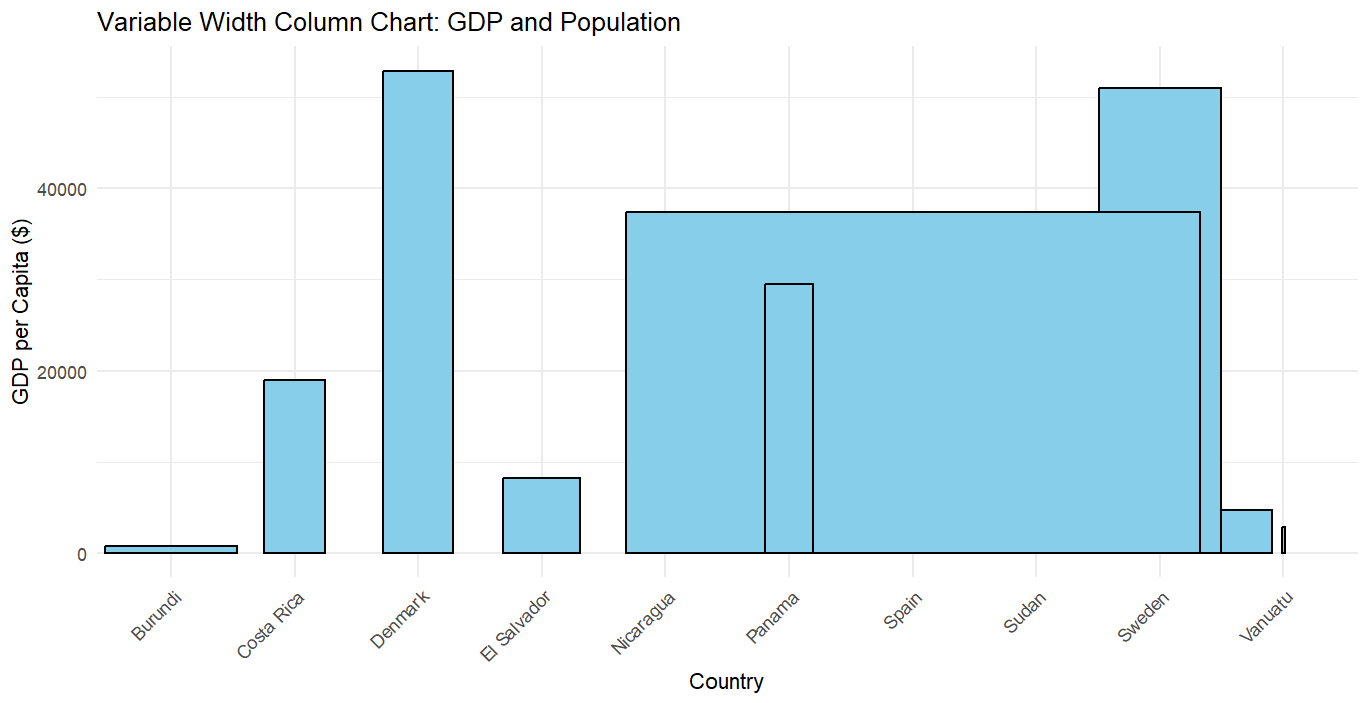 Variable Width Column Chart: GDP and Population
GDP per Capita ($)
40000
20000
0
Burundi
Costa Rica
Denmark
El Salvador
Nicaragua
Panama
Spain
Sudan
Sweden
Vanuatu
Country